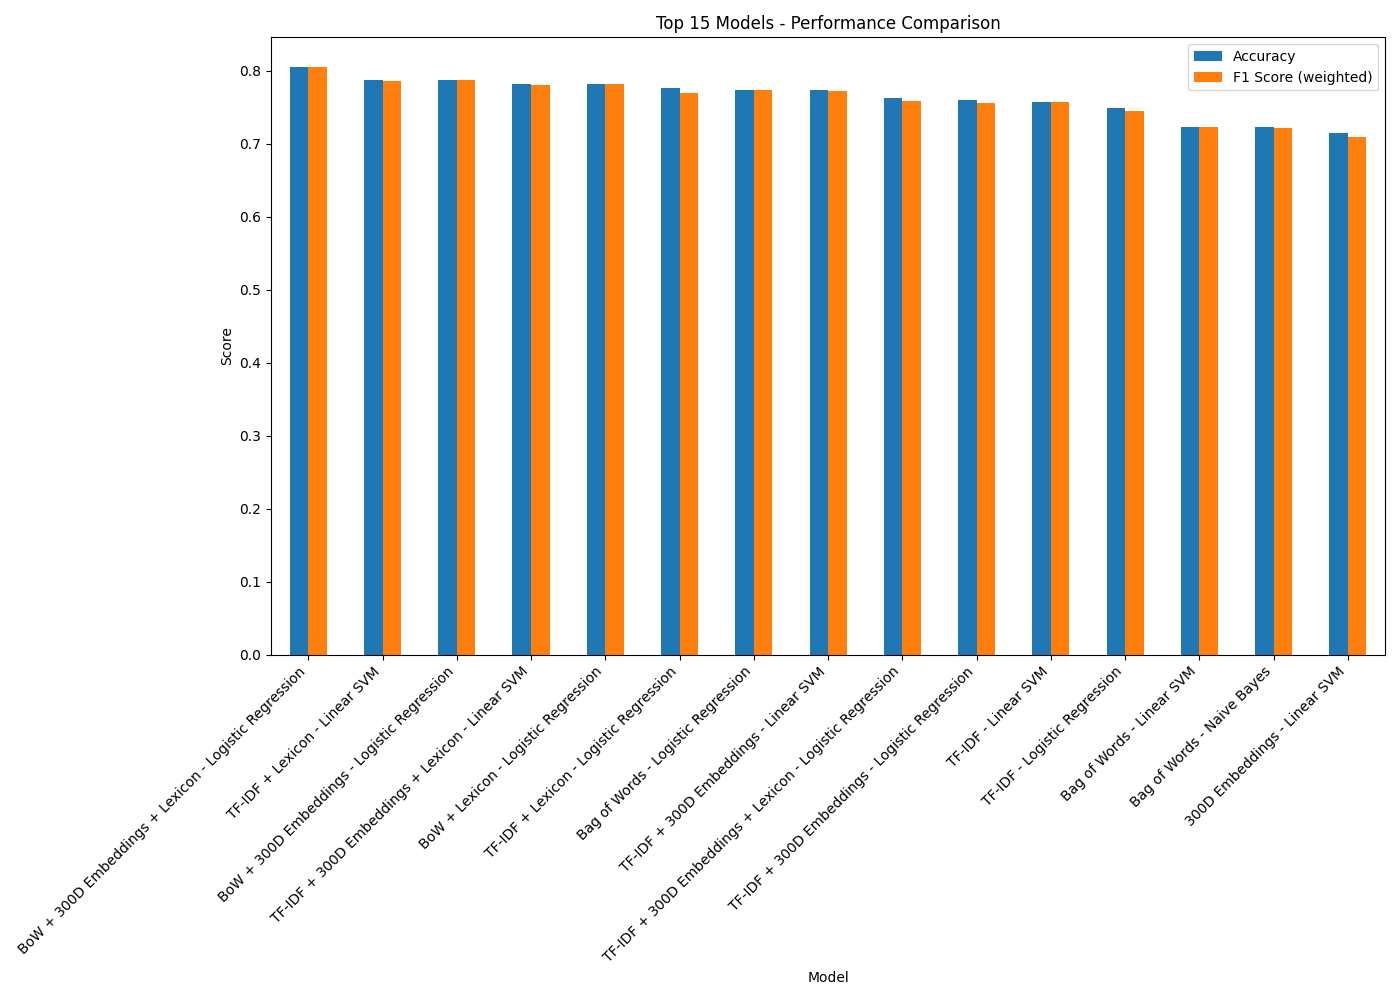 Top 15 Models - Performance Comparison
Accuracy
F1 Score (weighted)
0.8
0.7
0.6
0.5
0.4
0.3
0.2
0.1
0.0
Score
BoW + 300D Embeddings + Lexicon - Logistic Regression
TF-IDF + Lexicon - Linear SVM
BoW + 300D Embeddings - Logistic Regression
TF-IDF + 300D Embeddings + Lexicon - Linear SVM
BoW + Lexicon - Logistic Regression
TF-IDF + Lexicon - Logistic Regression
Bag of Words - Logistic Regression
TF-IDF + 300D Embeddings - Linear SVM
TF-IDF + 300D Embeddings + Lexicon - Logistic Regression
TF-IDF + 300D Embeddings - Logistic Regression
TF-IDF - Linear SVM
TF-IDF - Logistic Regression
Bag of Words - Linear SVM
Bag of Words - Naive Bayes
300D Embeddings - Linear SVM
Model